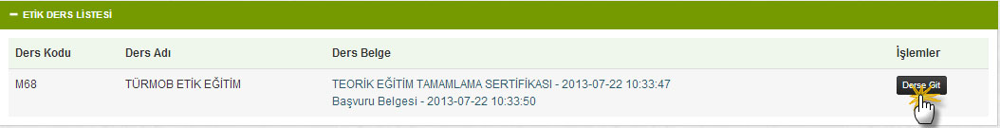 ETİK DERS LİSTESİ
Ders Kodu Ders Adı Ders Belge İşlemler
M68 TÜRMOB ETİK EĞİTİM TEORİK EĞİTİM TAMAMLAMA SERTİFİKASI - 2013-07-22 10:33:47 Derse Git
Başvuru Belgesi - 2013-07-22 10:33:50